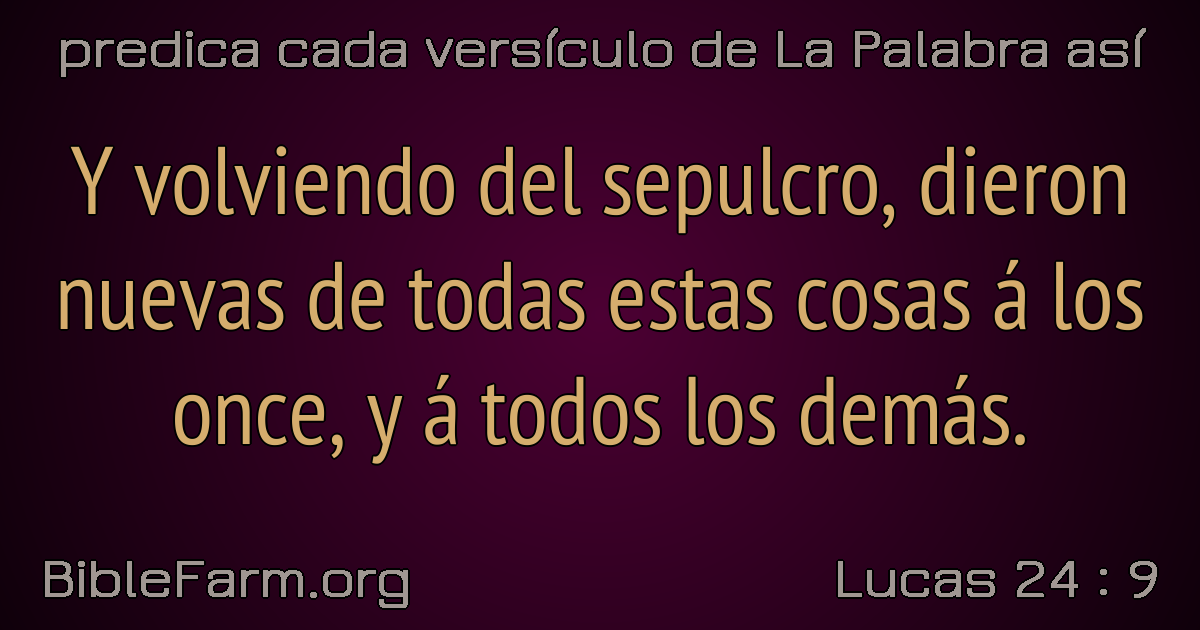 predica cada versículo de La Palabra así
Y volviendo del sepulcro, dieron
nuevas de todas estas cosas á los
once, y á todos los demás.
BibleFarm.org
Lucas 24 : 9